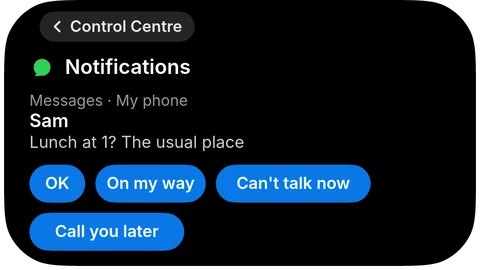 Control Centre
Notifications
Messages · My phone
Sam
Lunch at 1? The usual place
OK On my way Can't talk now
Call you later